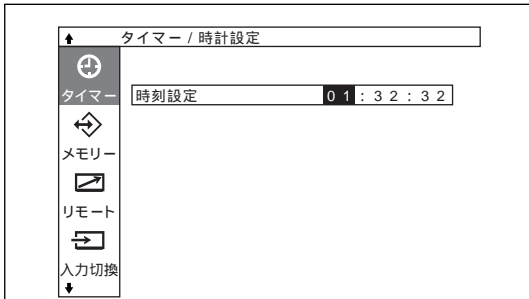 タイマー / 時計設定
タイマー
時刻設定 01:32:32
メモリー
リモート
入力切換